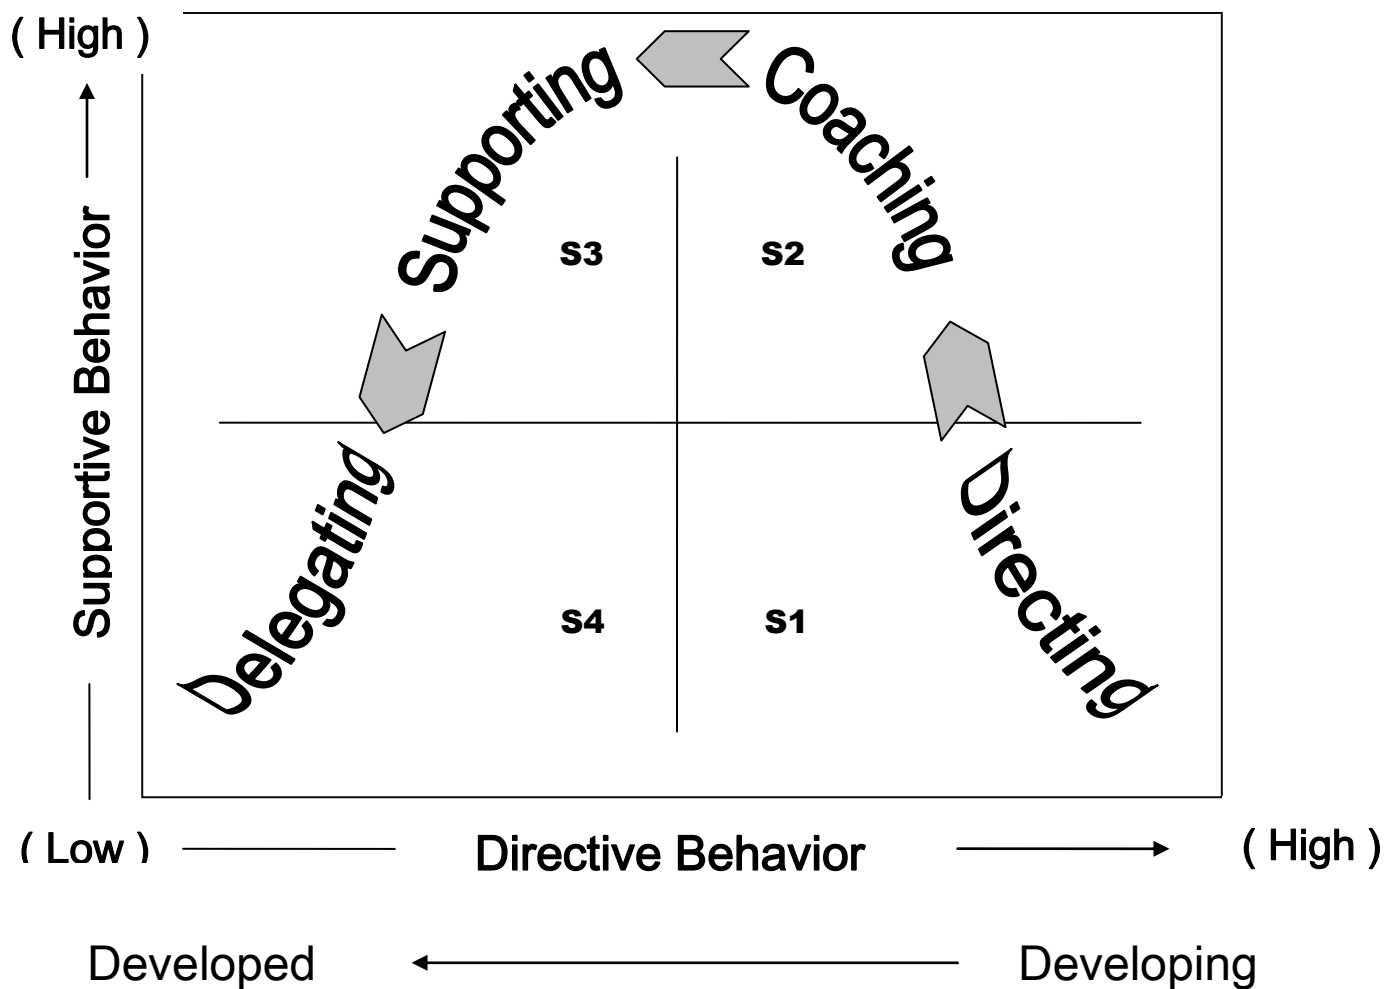 ( High )
Supporting
Coaching
Supportive Behavior
S3
S2
Delegating
Directing
S4
S1
( Low )
Directive Behavior
( High )
Developed
Developing